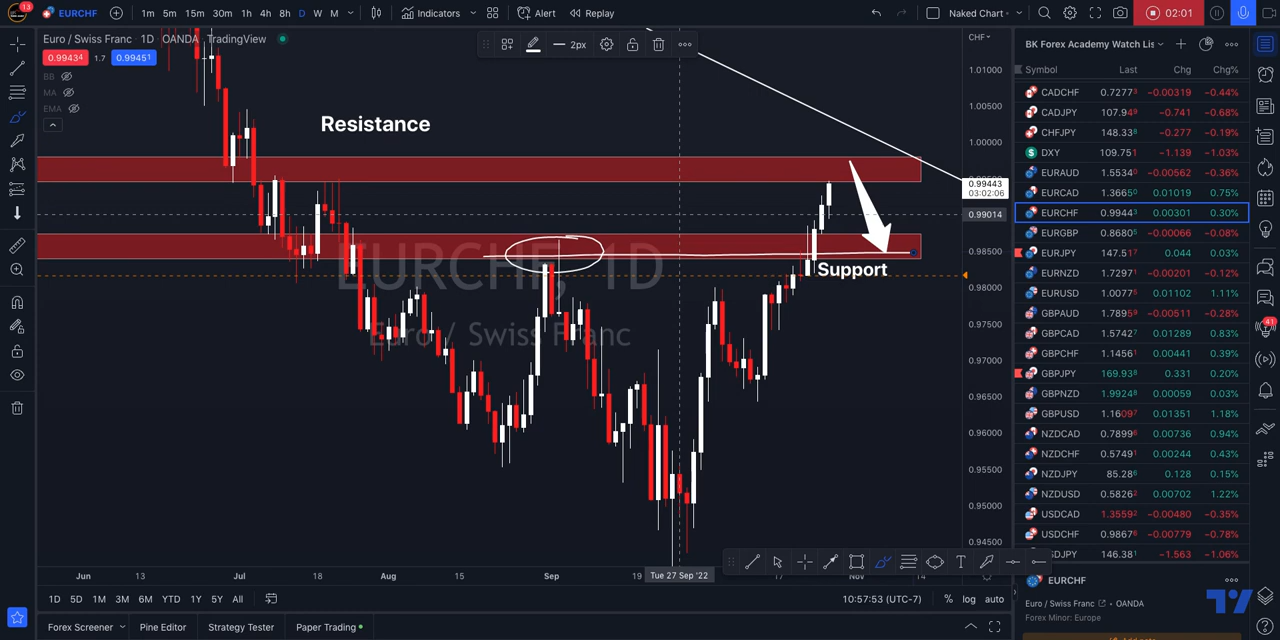 13
EURCHF 1m 5m 15m 30m 1h 4h 8h D W M Indicators Alert Replay Naked Chart 02:01
Euro / Swiss Franc · 1D · OANDA · TradingView
0.99434 1.7 0.99451
BB
MA
EMA
2px
CHF
Resistance
Support
EURCHF, 1D
Euro / Swiss Franc
1.01000
1.00500
1.00000
0.99443
03:02:06
0.99014
0.98500
0.98000
0.97500
0.97000
0.96500
0.96000
0.95500
0.95000
0.94500
Jun 13 Jul 18 Aug 15 Sep 19 Tue 27 Sep '22 17 Nov 14
1D 5D 1M 3M 6M YTD 1Y 5Y All 10:57:53 (UTC-7) % log auto
Forex Screener Pine Editor Strategy Tester Paper Trading
BK Forex Academy Watch Lis
Symbol Last Chg Chg%
CADCHF 0.72773 −0.00319 −0.44%
CADJPY 107.949 −0.741 −0.68%
CHFJPY 148.338 −0.277 −0.19%
DXY 109.751 −1.139 −1.03%
EURAUD 1.55340 −0.00562 −0.36%
EURCAD 1.36650 0.01019 0.75%
EURCHF 0.99443 0.00301 0.30%
EURGBP 0.86805 −0.00066 −0.08%
EURJPY 147.517 0.044 0.03%
EURNZD 1.72971 −0.00201 −0.12%
EURUSD 1.00775 0.01102 1.11%
GBPAUD 1.78959 −0.00511 −0.28%
GBPCAD 1.57427 0.01289 0.83%
GBPCHF 1.14561 0.00441 0.39%
GBPJPY 169.938 0.331 0.20%
GBPNZD 1.99248 0.00059 0.03%
GBPUSD 1.16097 0.01351 1.18%
NZDCAD 0.78996 0.00736 0.94%
NZDCHF 0.57491 0.00244 0.43%
NZDJPY 85.286 0.128 0.15%
NZDUSD 0.58262 0.00702 1.22%
USDCAD 1.35592 −0.00480 −0.35%
USDCHF 0.98676 −0.00779 −0.78%
SDJPY 146.381 −1.563 −1.06%
EURCHF
Euro / Swiss Franc • OANDA
Forex Minor: Europe
41